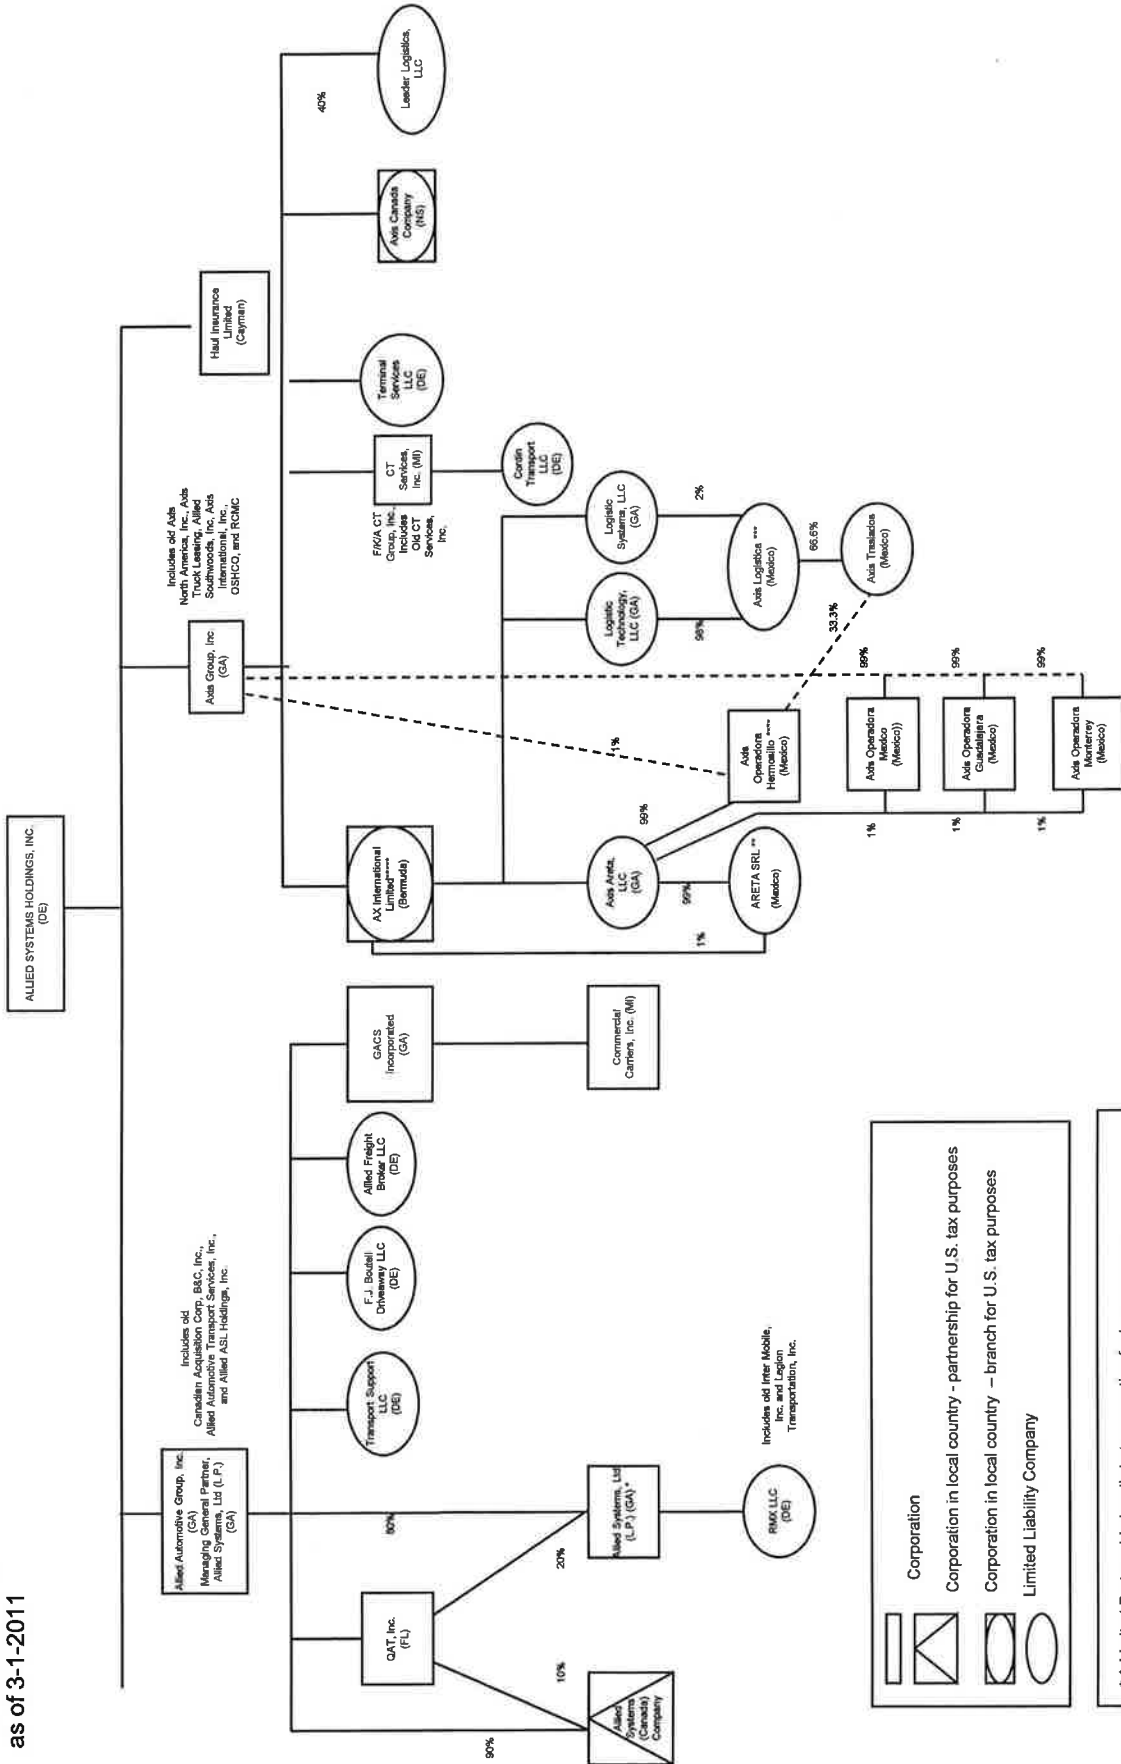 as of 3-1-2011
ALLIED SYSTEMS HOLDINGS, INC.
(DE)
Allied Automotive Group, Inc.
(GA)
Managing General Partner,
Allied Systems, Ltd (L.P.)
(GA)
Includes old
Canadian Acquisition Corp, B&C, Inc.,
Allied Automotive Transport Services, Inc.,
and Allied ASL Holdings, Inc.
Axis Group, Inc.
(GA)
Includes old Axis
North America, Inc., Axis
Truck Leasing, Allied
Southwoods, Inc, Axis
International, Inc.,
OSHCO, and RCMC
Haul Insurance
Limited
(Cayman)
QAT, Inc.
(FL)
Transport Support
LLC
(DE)
F.J. Boutell
Driveaway LLC
(DE)
Allied Freight
Broker LLC
(DE)
GACS
Incorporated
(GA)
90%
10%
80%
20%
Allied
Systems
(Canada)
Company
Allied Systems, Ltd
(L.P.) (GA) *
RMX LLC
(DE)
Includes old Inter Mobile,
Inc. and Legion
Transportation, Inc.
Commercial
Carriers, Inc. (MI)
AX International
Limited*****
(Bermuda)
F/K/A CT
Group, Inc.,
Includes
Old CT
Services,
Inc.
CT
Services,
Inc. (MI)
Terminal
Services
LLC
(DE)
Axis Canada
Company
(NS)
40%
Leader Logistics,
LLC
Cordin
Transport
LLC
(DE)
Axis Areta,
LLC
(GA)
Logistic
Technology,
LLC (GA)
Logistic
Systems, LLC
(GA)
1%
99%
99%
1%
98%
2%
ARETA SRL **
(Mexico)
Axis
Operadora
Hermosillo ****
(Mexico)
Axis Logistica ***
(Mexico)
33.3%
66.6%
Axis Traslados
(Mexico)
1%
Axis Operadora
Mexico
(Mexico))
99%
1%
Axis Operadora
Guadalajara
(Mexico)
99%
1%
Axis Operadora
Monterrey
(Mexico)
99%
Corporation
Corporation in local country - partnership for U.S. tax purposes
Corporation in local country – branch for U.S. tax purposes
Limited Liability Company